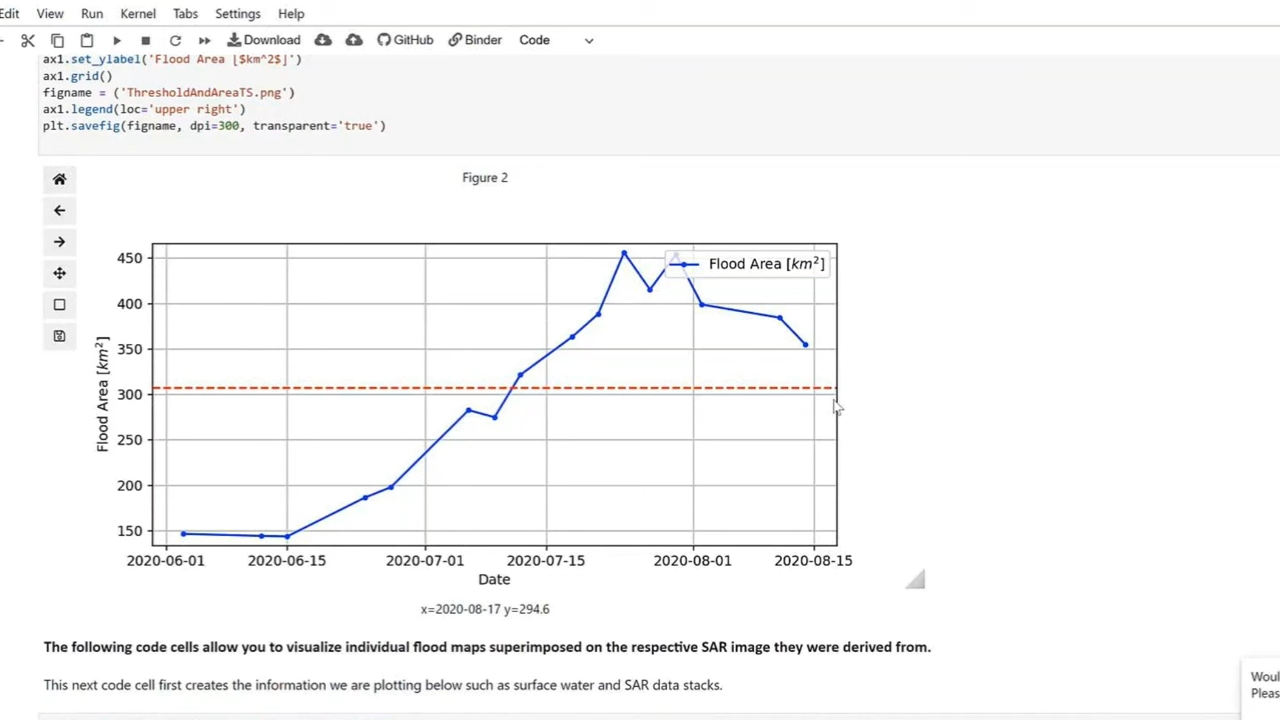 Edit View Run Kernel Tabs Settings Help
Download GitHub Binder Code
ax1.set_ylabel('Flood Area [$km^2$]')
ax1.grid()
figname = ('ThresholdAndAreaTS.png')
ax1.legend(loc='upper right')
plt.savefig(figname, dpi=300, transparent='true')
Figure 2
Flood Area [km²]
450
400
350
300
250
200
150
Flood Area [km²]
2020-06-01 2020-06-15 2020-07-01 2020-07-15 2020-08-01 2020-08-15
Date
x=2020-08-17 y=294.6
The following code cells allow you to visualize individual flood maps superimposed on the respective SAR image they were derived from.
This next code cell first creates the information we are plotting below such as surface water and SAR data stacks.